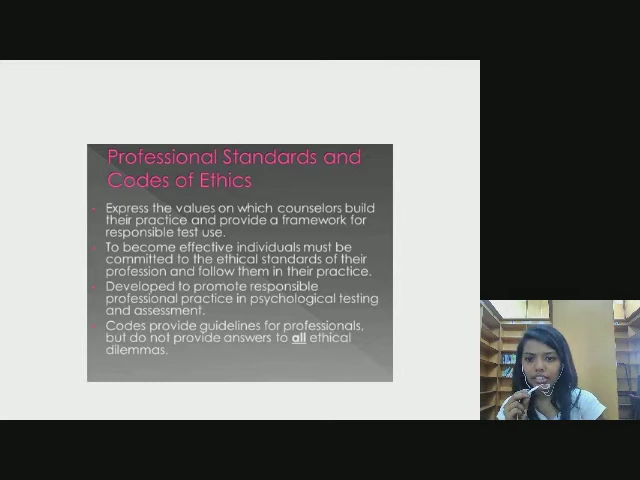 Professional Standards and
Codes of Ethics
Express the values on which counselors build
their practice and provide a framework for
responsible test use.
To become effective individuals must be
committed to the ethical standards of their
profession and follow them in their practice.
Developed to promote responsible
professional practice in psychological testing
and assessment.
Codes provide guidelines for professionals,
but do not provide answers to all ethical
dilemmas.